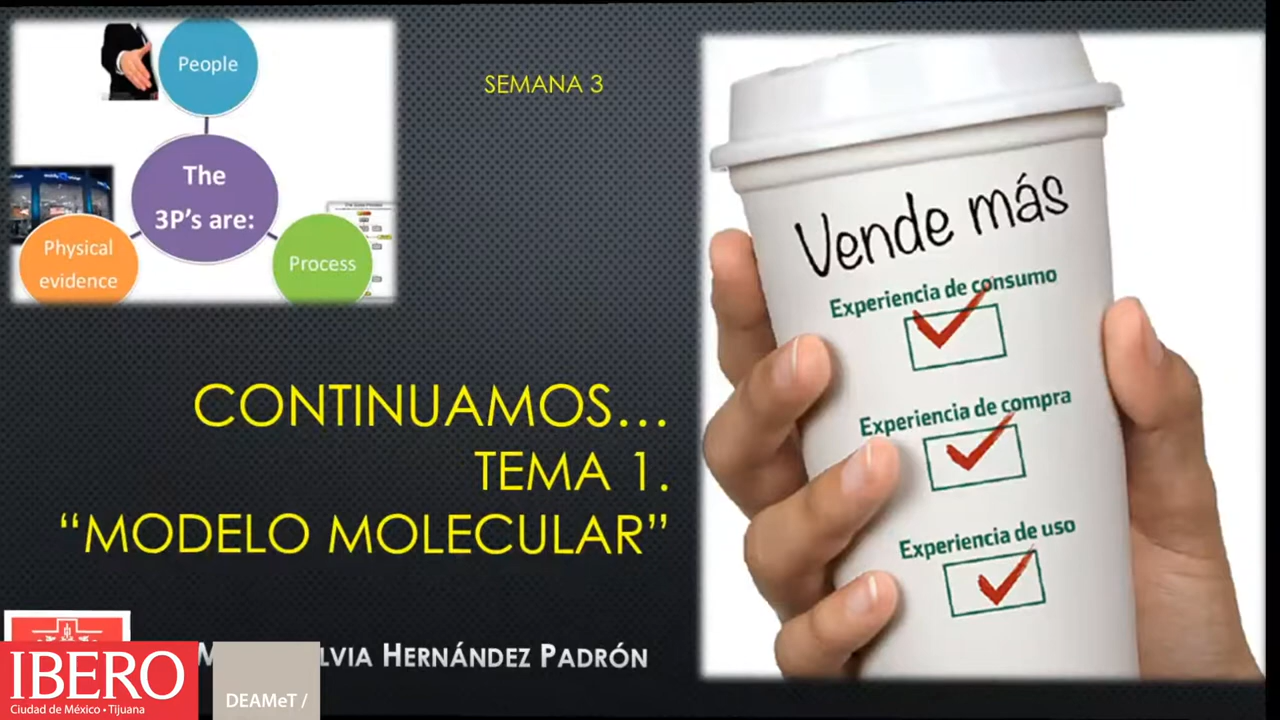 People
The
3P's are:
Physical
evidence
Process
SEMANA 3
CONTINUAMOS...
TEMA 1.
“MODELO MOLECULAR”
HERNÁNDEZ PADRÓN
IBERO
Ciudad de México • Tijuana
DEAMeT /
Vende más
Experiencia de consumo
Experiencia de compra
Experiencia de uso